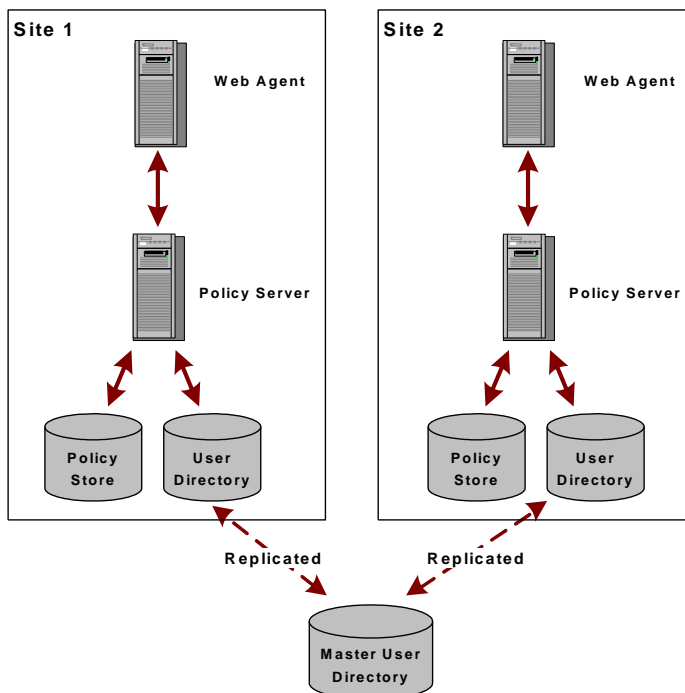 Site 1
Web Agent
Policy Server
Policy
Store
User
Directory
Site 2
Web Agent
Policy Server
Policy
Store
User
Directory
Replicated
Replicated
Master User
Directory